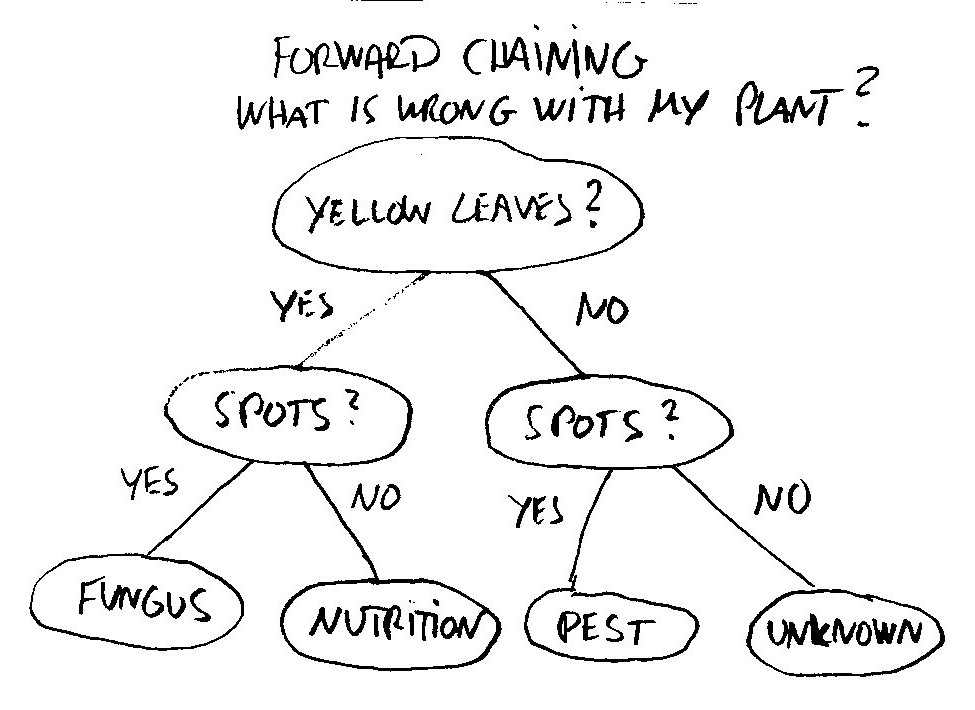 FORWARD CHAINING
WHAT IS WRONG WITH MY PLANT?
YELLOW LEAVES?
YES
NO
SPOTS?
SPOTS?
YES
NO
YES
NO
FUNGUS
NUTRITION
PEST
UNKNOWN